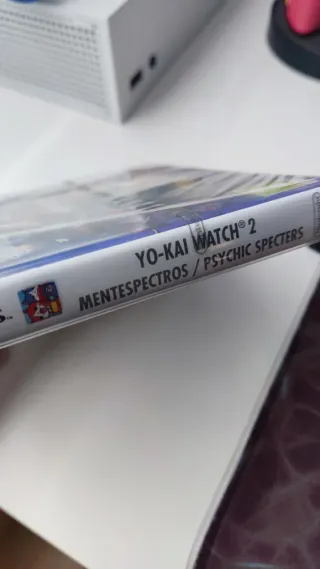 YO-KAI WATCH® 2
MENTESPECTROS / PSYCHIC SPECTERS